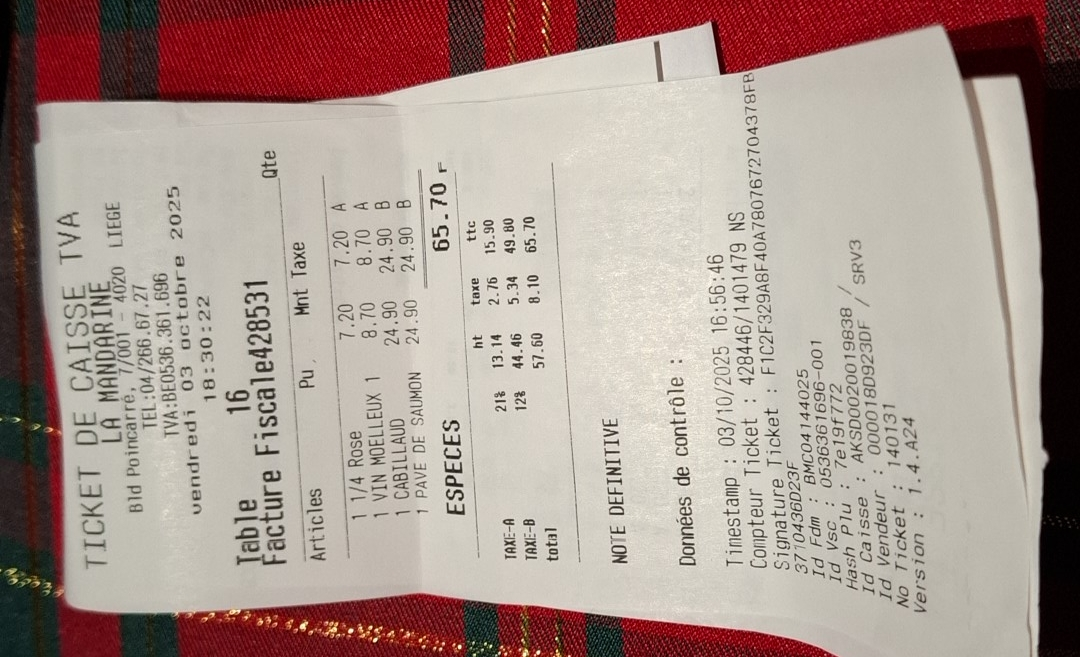 TICKET DE CAISSE TVA
LA MANDARINE
Bld Poincarré, 7/001 - 4020 LIEGE
TEL:04/266.67.27
TVA:BE0536.361.696
vendredi 03 octobre 2025
18:30:22
Table 16
Facture Fiscale428531
Articles Pu. Mnt Taxe Qte
1 1/4 Rose 7.20 7.20 A
1 VIN MOELLEUX 1 8.70 8.70 A
1 CABILLAUD 24.90 24.90 B
1 PAVE DE SAUMON 24.90 24.90 B
ESPECES 65.70
ht taxe ttc
TAXE-A 21% 13.14 2.76 15.90
TAXE-B 12% 44.46 5.34 49.80
total 57.60 8.10 65.70
NOTE DEFINITIVE
Données de contrôle :
Timestamp : 03/10/2025 16:56:46
Compteur Ticket : 428446/1401479 NS
Signature Ticket : F1C2F329A8F40A7807672704378FB
3710436D23F
Id Fdm : BMC04144025
Id Vsc : 0536361696-001
Hash Plu : 7e19f772
Id Caisse : AKSD0020019838 /
Id Vendeur : 000018D923DF / SRV3
No Ticket : 140131
Version : 1.4.A24